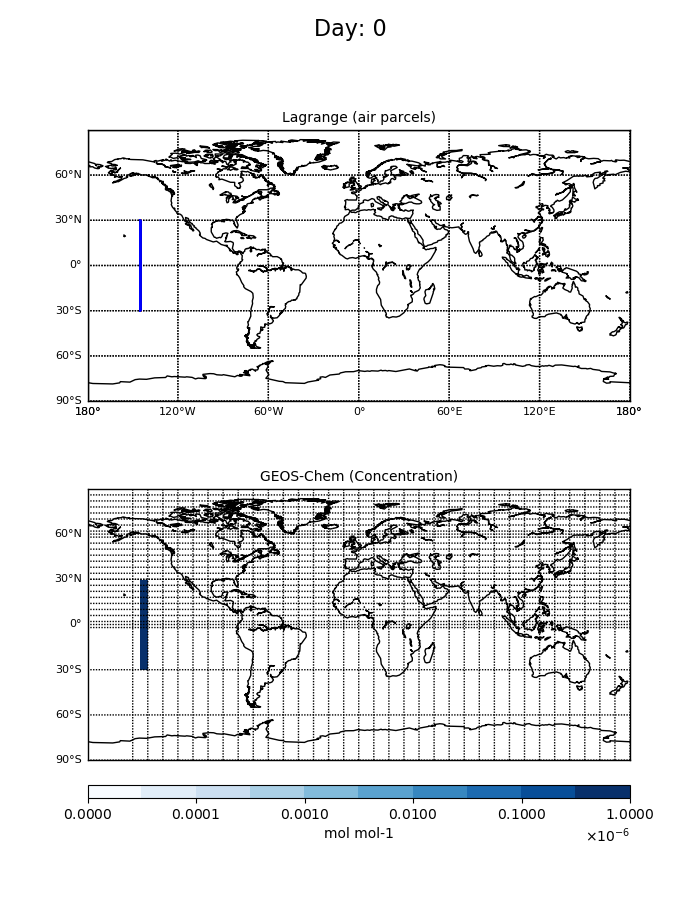 Day: 0
Lagrange (air parcels)
60°N
30°N
0°
30°S
60°S
90°S
180° 120°W 60°W 0° 60°E 120°E 180°
GEOS-Chem (Concentration)
60°N
30°N
0°
30°S
60°S
90°S
0.0000 0.0001 0.0010 0.0100 0.1000 1.0000
mol mol-1 ×10⁻⁶